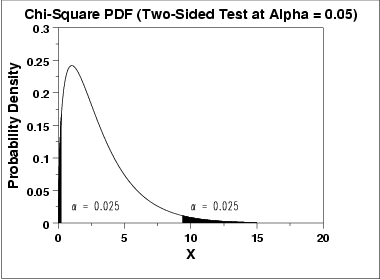 Chi-Square PDF (Two-Sided Test at Alpha = 0.05)
Probability Density
0.3
0.25
0.2
0.15
0.1
0.05
0
α = 0.025
α = 0.025
0
5
10
15
20
X